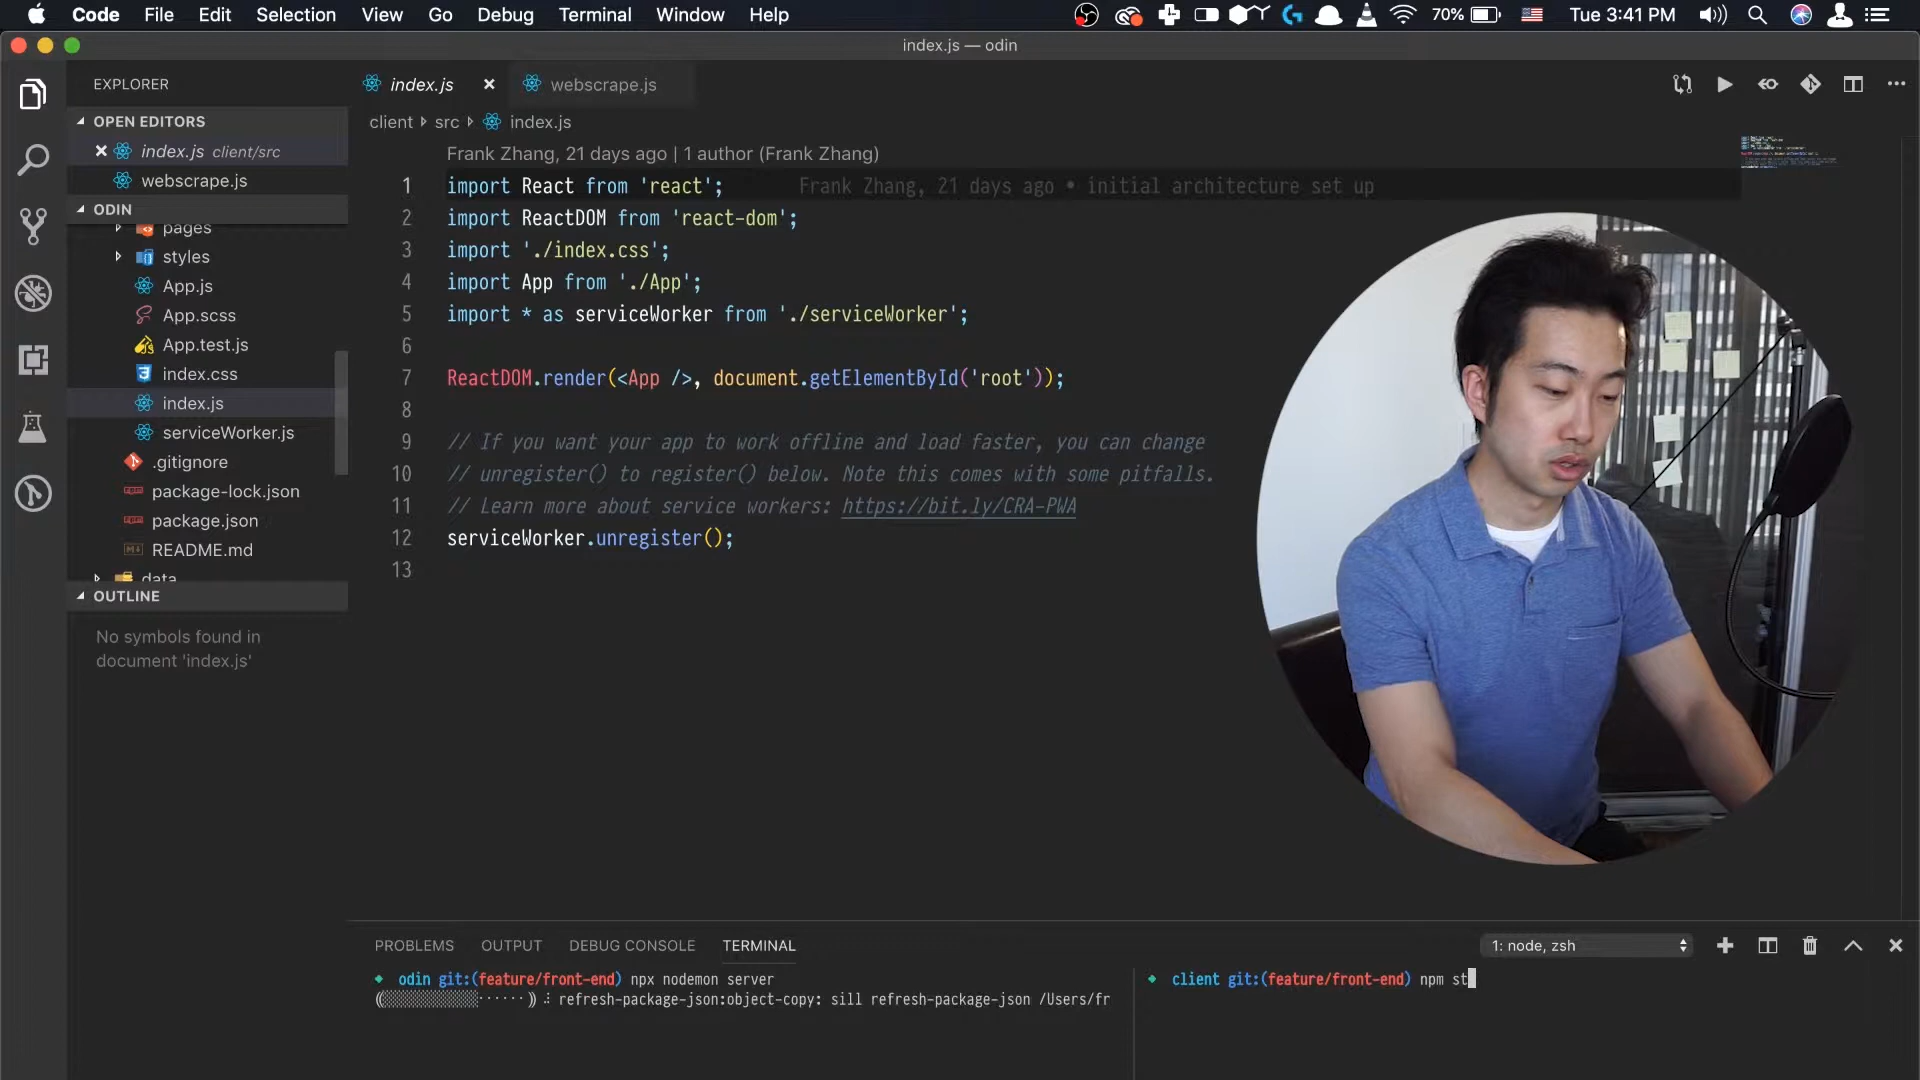 Code File Edit Selection View Go Debug Terminal Window Help
70% Tue 3:41 PM
index.js — odin
EXPLORER
OPEN EDITORS
index.js client/src
webscrape.js
ODIN
pages
styles
App.js
App.scss
App.test.js
index.css
index.js
serviceWorker.js
.gitignore
package-lock.json
package.json
README.md
data
OUTLINE
No symbols found in
document 'index.js'
index.js webscrape.js
client src index.js
Frank Zhang, 21 days ago | 1 author (Frank Zhang)
1 import React from 'react'; Frank Zhang, 21 days ago • initial architecture set up
2 import ReactDOM from 'react-dom';
3 import './index.css';
4 import App from './App';
5 import * as serviceWorker from './serviceWorker';
6
7 ReactDOM.render(<App />, document.getElementById('root'));
8
9 // If you want your app to work offline and load faster, you can change
10 // unregister() to register() below. Note this comes with some pitfalls.
11 // Learn more about service workers: https://bit.ly/CRA-PWA
12 serviceWorker.unregister();
13
PROBLEMS OUTPUT DEBUG CONSOLE TERMINAL
1: node, zsh
odin git:(feature/front-end) npx nodemon server
refresh-package-json:object-copy: sill refresh-package-json /Users/fr
client git:(feature/front-end) npm st